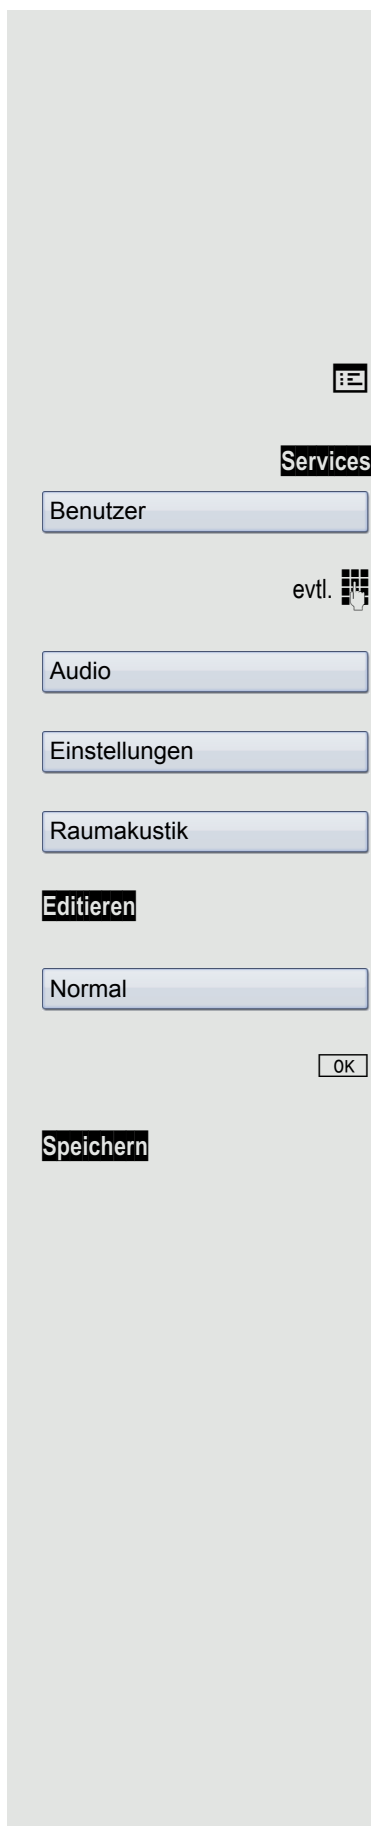 Services
Benutzer
evtl.
Audio
Einstellungen
Raumakustik
Editieren
Normal
OK
Speichern